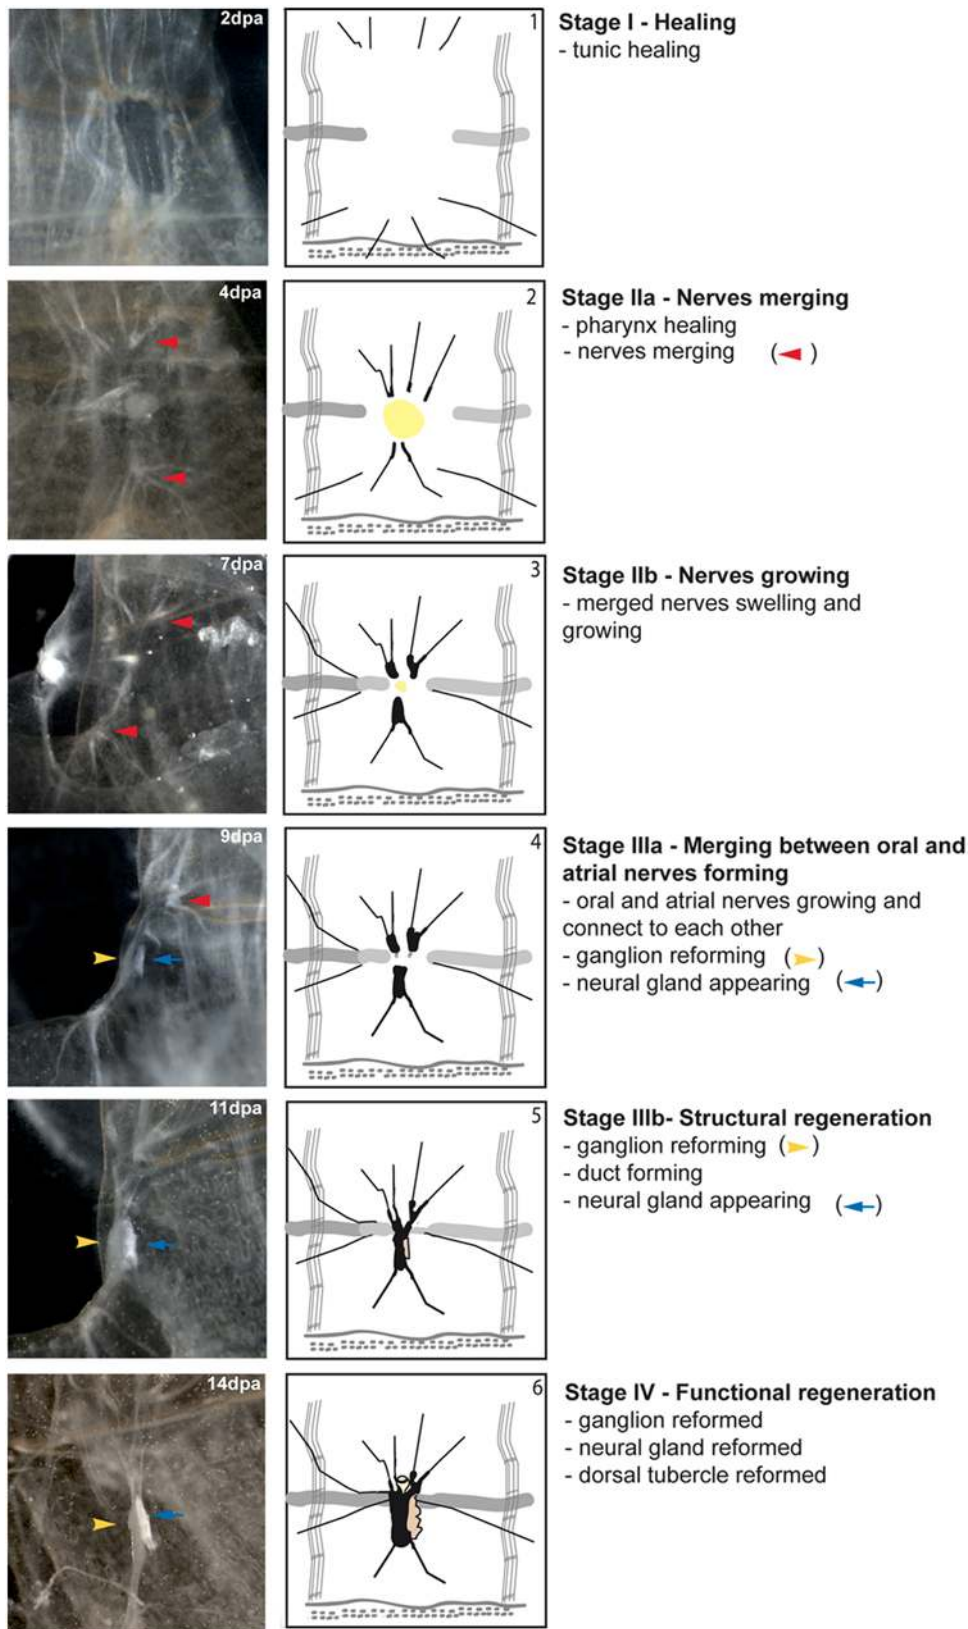 2dpa
1
Stage I - Healing
- tunic healing
4dpa
2
Stage IIa - Nerves merging
- pharynx healing
- nerves merging ( )
7dpa
3
Stage IIb - Nerves growing
- merged nerves swelling and
growing
9dpa
4
Stage IIIa - Merging between oral and
atrial nerves forming
- oral and atrial nerves growing and
connect to each other
- ganglion reforming ( )
- neural gland appearing ( )
11dpa
5
Stage IIIb- Structural regeneration
- ganglion reforming ( )
- duct forming
- neural gland appearing ( )
14dpa
6
Stage IV - Functional regeneration
- ganglion reformed
- neural gland reformed
- dorsal tubercle reformed